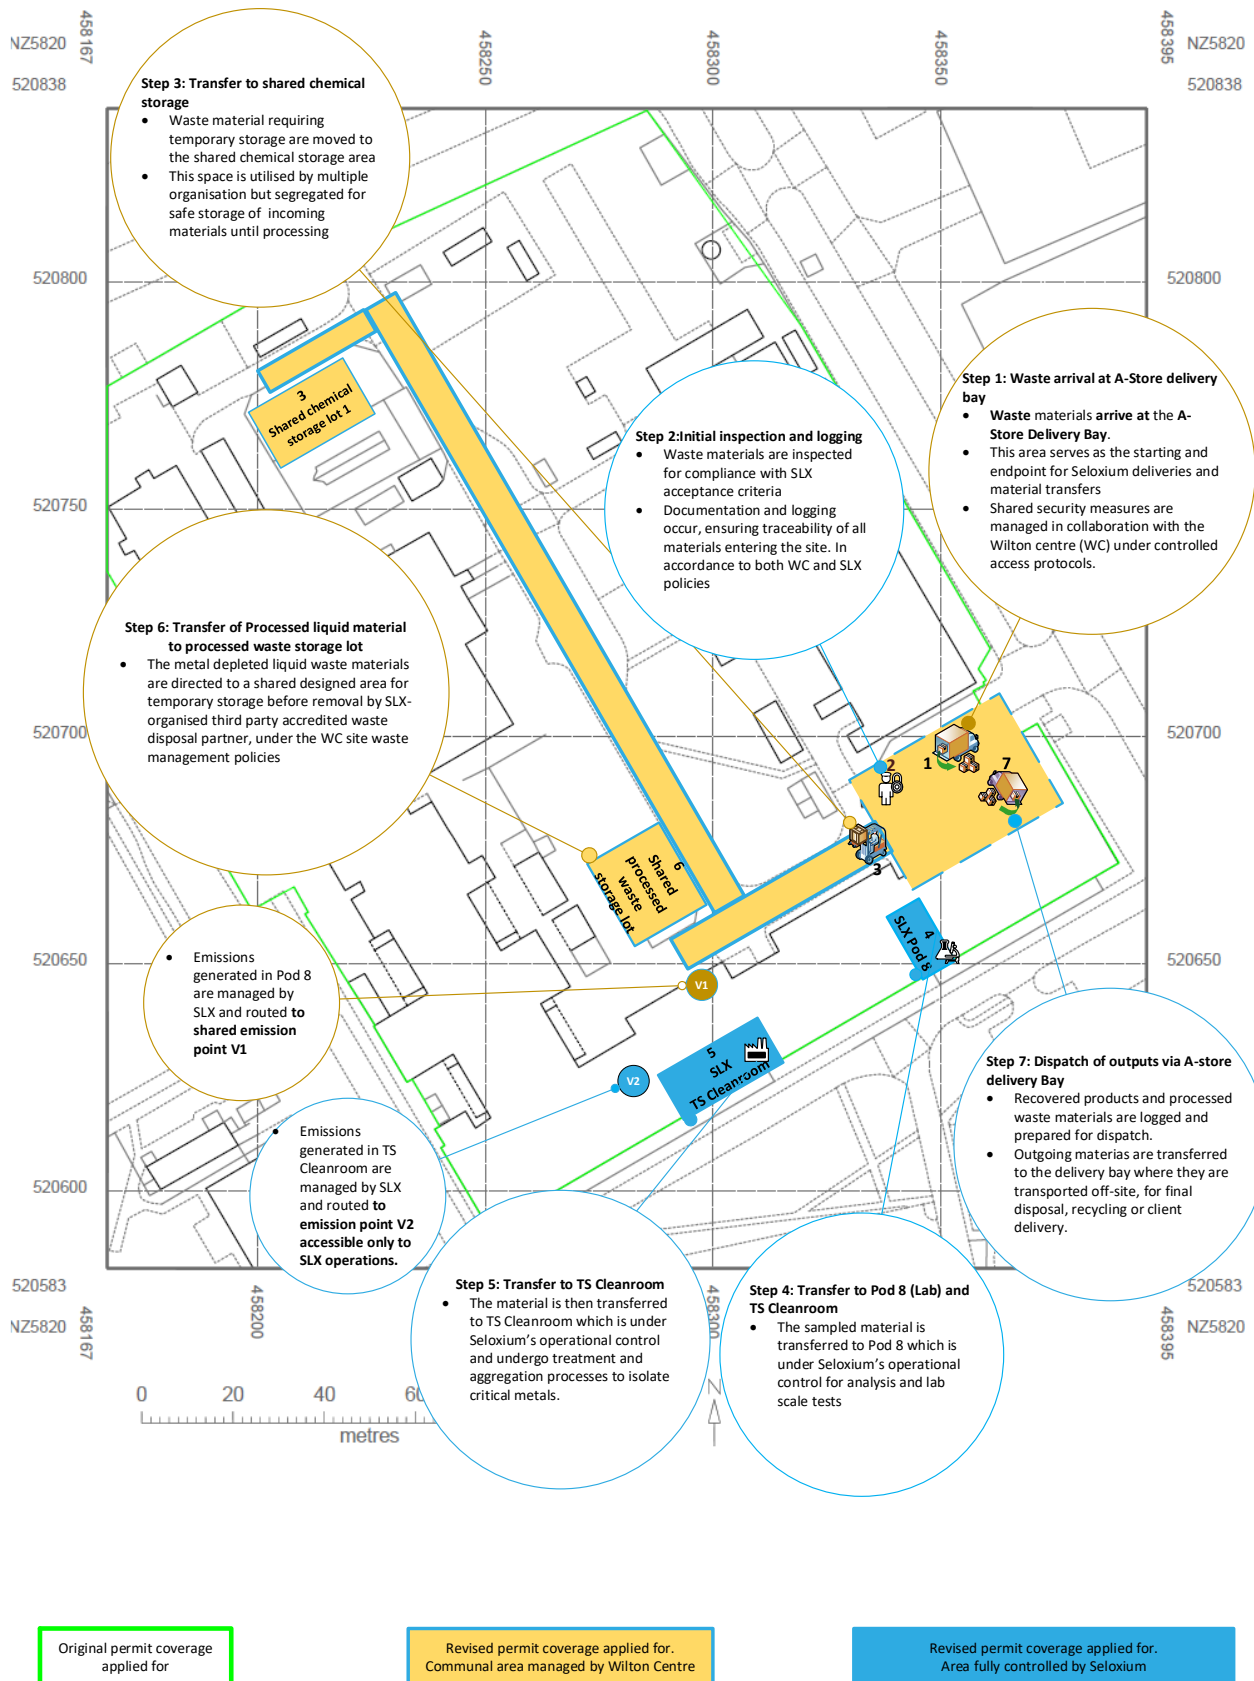 458167
458250
458300
458350
458395
NZ5820
NZ5820
520838
520838
Step 3: Transfer to shared chemical
storage
• Waste material requiring
temporary storage are moved to
the shared chemical storage area
• This space is utilised by multiple
organisation but segregated for
safe storage of incoming
materials until processing
520800
520800
3
Shared chemical
storage lot 1
Step 1: Waste arrival at A-Store delivery
bay
• Waste materials arrive at the A-
Store Delivery Bay.
• This area serves as the starting and
endpoint for Seloxium deliveries and
material transfers
• Shared security measures are
managed in collaboration with the
Wilton centre (WC) under controlled
access protocols.
Step 2:Initial inspection and logging
• Waste materials are inspected
for compliance with SLX
acceptance criteria
• Documentation and logging
occur, ensuring traceability of all
materials entering the site. In
accordance to both WC and SLX
policies
520750
520750
Step 6: Transfer of Processed liquid material
to processed waste storage lot
• The metal depleted liquid waste materials
are directed to a shared designed area for
temporary storage before removal by SLX-
organised third party accredited waste
disposal partner, under the WC site waste
management policies
520700
520700
2
1
7
3
6
Shared
processed
waste
storage lot
4
SLX Pod 8
520650
520650
• Emissions
generated in Pod 8
are managed by
SLX and routed to
shared emission
point V1
V1
5
SLX
TS Cleanroom
V2
Step 7: Dispatch of outputs via A-store
delivery Bay
• Recovered products and processed
waste materials are logged and
prepared for dispatch.
• Outgoing materias are transferred
to the delivery bay where they are
transported off-site, for final
disposal, recycling or client
delivery.
• Emissions
generated in TS
Cleanroom are
managed by SLX
and routed to
emission point V2
accessible only to
SLX operations.
520600
520600
Step 5: Transfer to TS Cleanroom
• The material is then transferred
to TS Cleanroom which is under
Seloxium's operational control
and undergo treatment and
aggregation processes to isolate
critical metals.
Step 4: Transfer to Pod 8 (Lab) and
TS Cleanroom
• The sampled material is
transferred to Pod 8 which is
under Seloxium's operational
control for analysis and lab
scale tests
520583
520583
NZ5820
NZ5820
458167
458200
458300
458395
0 20 40 60
metres
N
Original permit coverage
applied for
Revised permit coverage applied for.
Communal area managed by Wilton Centre
Revised permit coverage applied for.
Area fully controlled by Seloxium